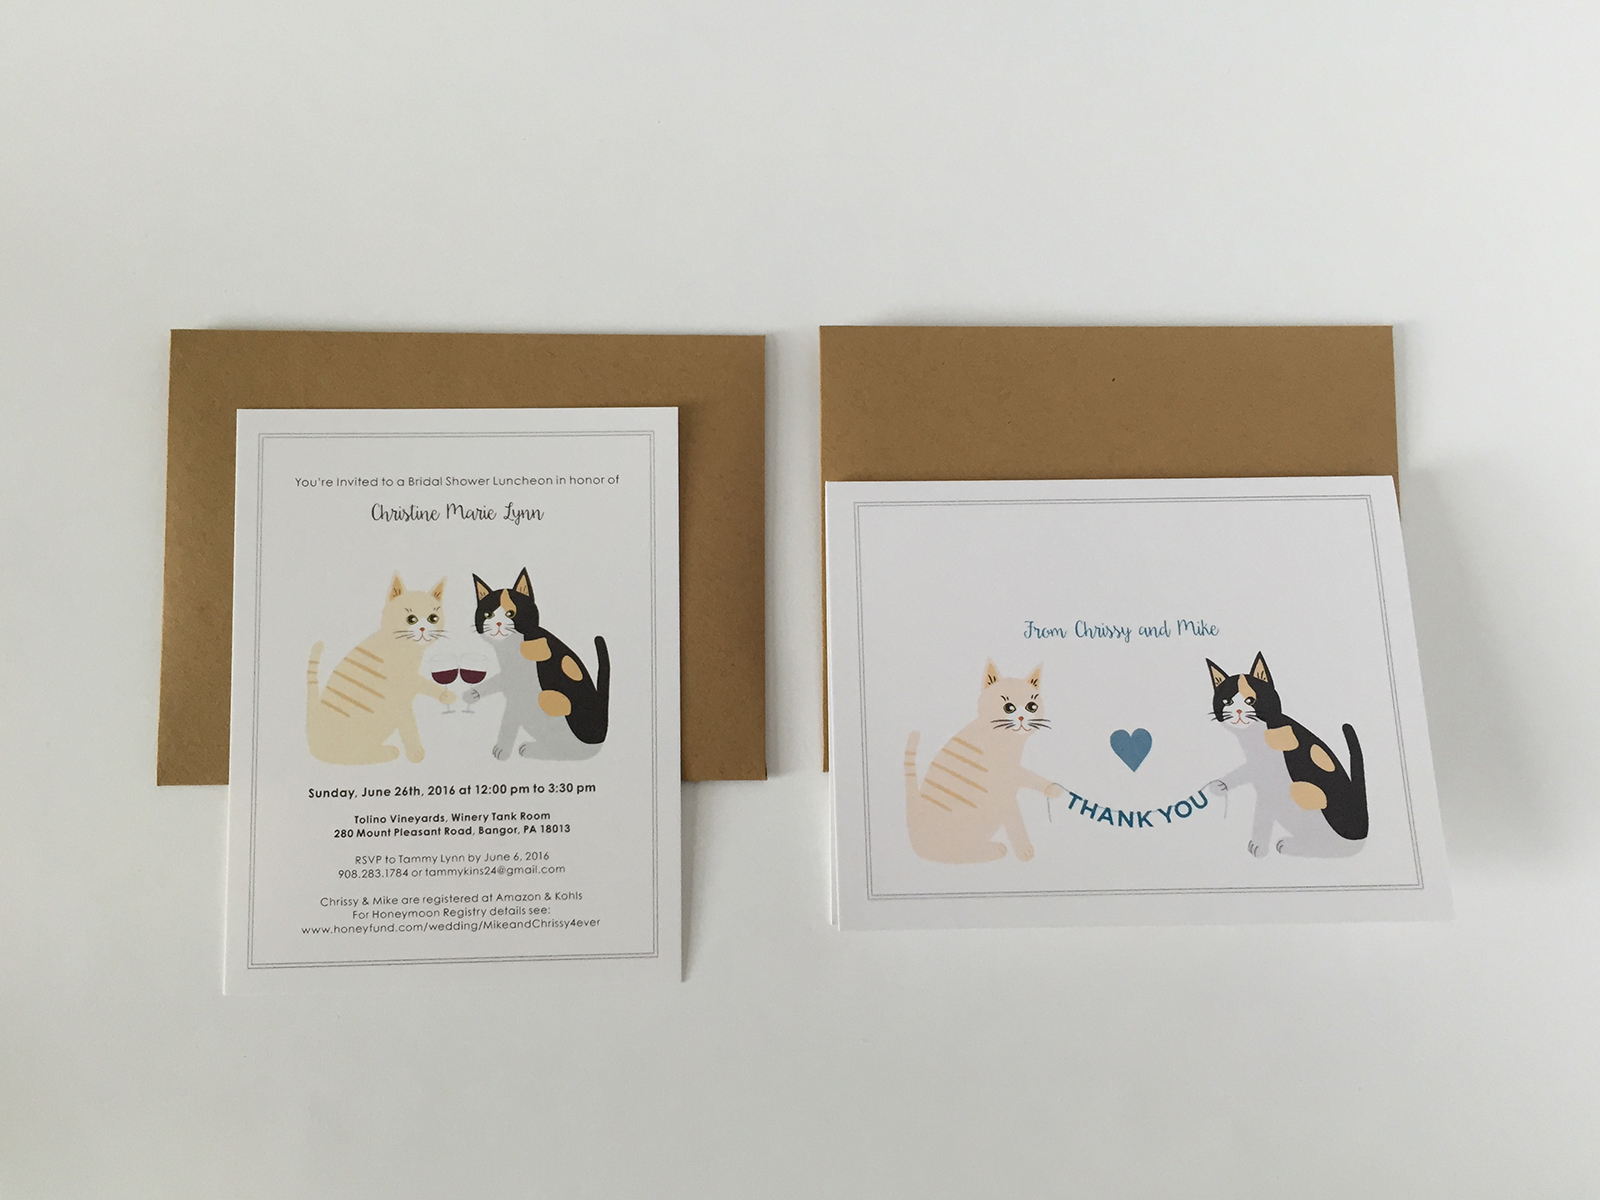 You're Invited to a Bridal Shower Luncheon in honor of
Christine Marie Lynn
Sunday, June 26th, 2016 at 12:00 pm to 3:30 pm
Tolino Vineyards, Winery Tank Room
280 Mount Pleasant Road, Bangor, PA 18013
RSVP to Tammy Lynn by June 6, 2016
908.283.1784 or tammykins24@gmail.com
Chrissy & Mike are registered at Amazon & Kohls
For Honeymoon Registry details see:
www.honeyfund.com/wedding/MikeandChrissy4ever
From Chrissy and Mike
THANK YOU